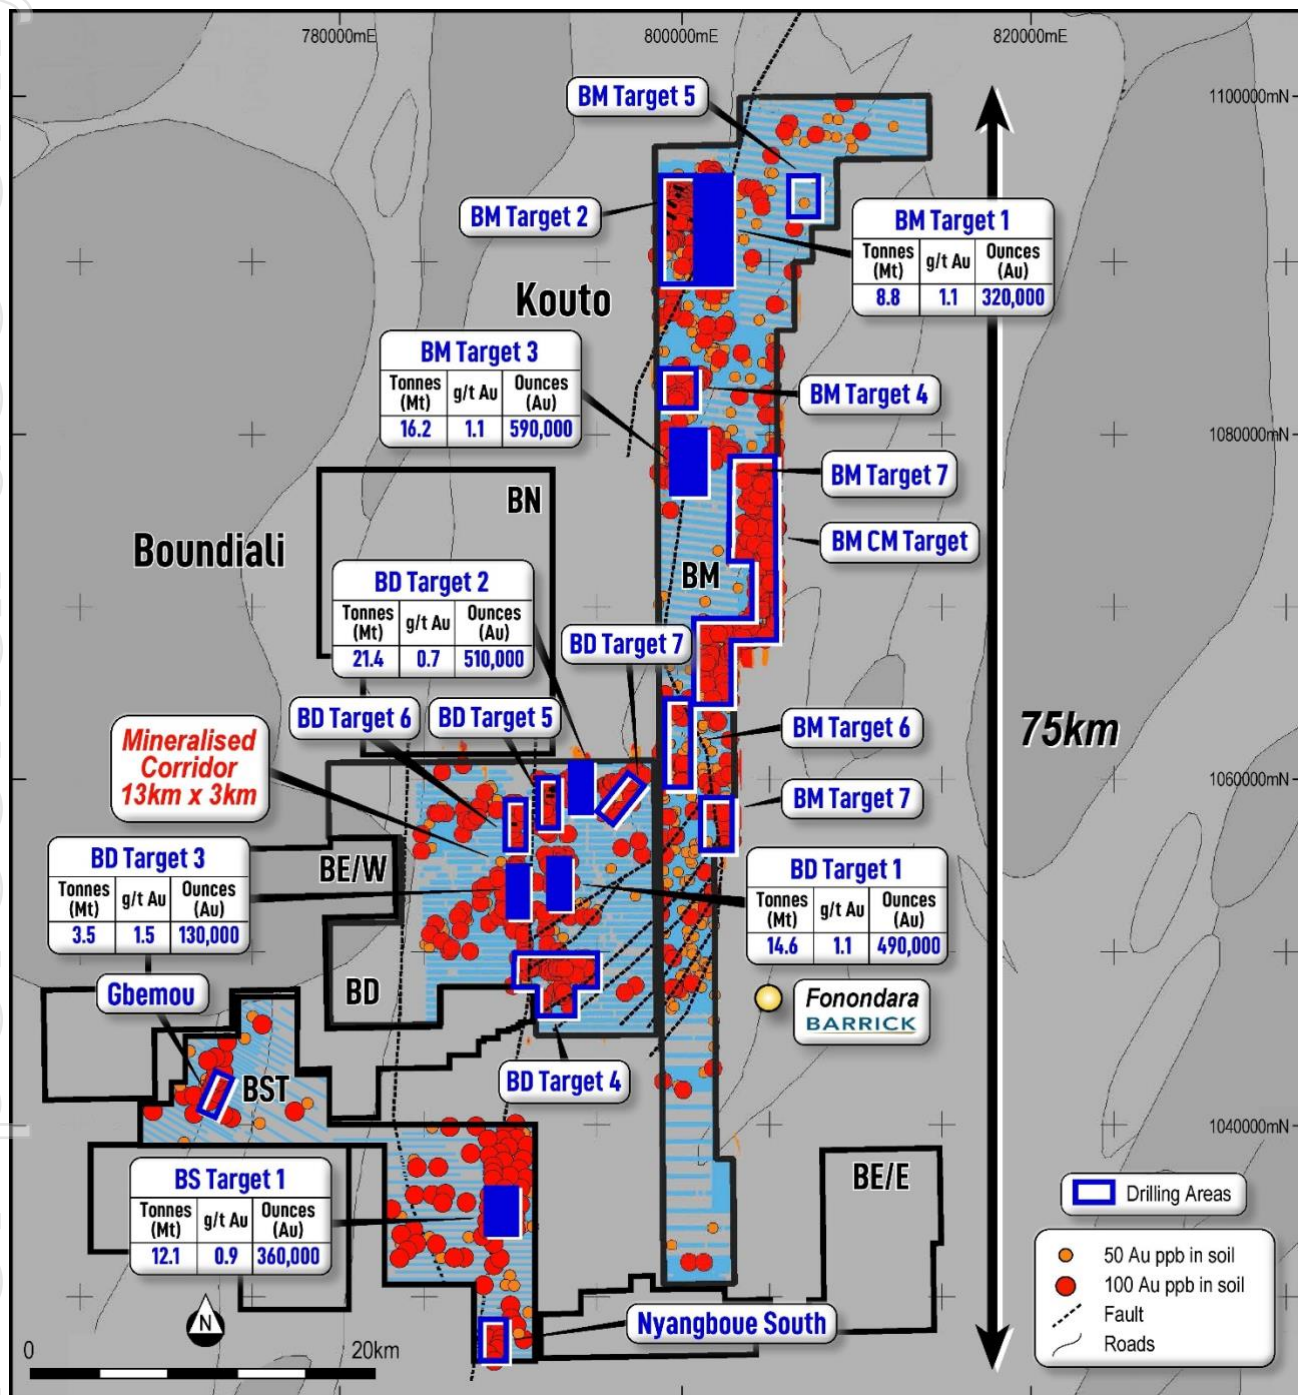 780000mE
800000mE
820000mE
1100000mN
BM Target 5
BM Target 2
BM Target 1
Tonnes (Mt) g/t Au Ounces (Au)
8.8 1.1 320,000
Kouto
BM Target 3
Tonnes (Mt) g/t Au Ounces (Au)
16.2 1.1 590,000
BM Target 4
1080000mN
BM Target 7
BN
BM CM Target
Boundiali
BM
BD Target 2
Tonnes (Mt) g/t Au Ounces (Au)
21.4 0.7 510,000
BD Target 7
BD Target 6
BD Target 5
75km
BM Target 6
Mineralised
Corridor
13km x 3km
1060000mN
BM Target 7
BD Target 3
Tonnes (Mt) g/t Au Ounces (Au)
3.5 1.5 130,000
BE/W
BD Target 1
Tonnes (Mt) g/t Au Ounces (Au)
14.6 1.1 490,000
Gbemou
BD
Fonondara
BARRICK
BD Target 4
BST
1040000mN
BS Target 1
Tonnes (Mt) g/t Au Ounces (Au)
12.1 0.9 360,000
BE/E
Drilling Areas
50 Au ppb in soil
100 Au ppb in soil
Fault
Roads
Nyangboue South
N
0 20km